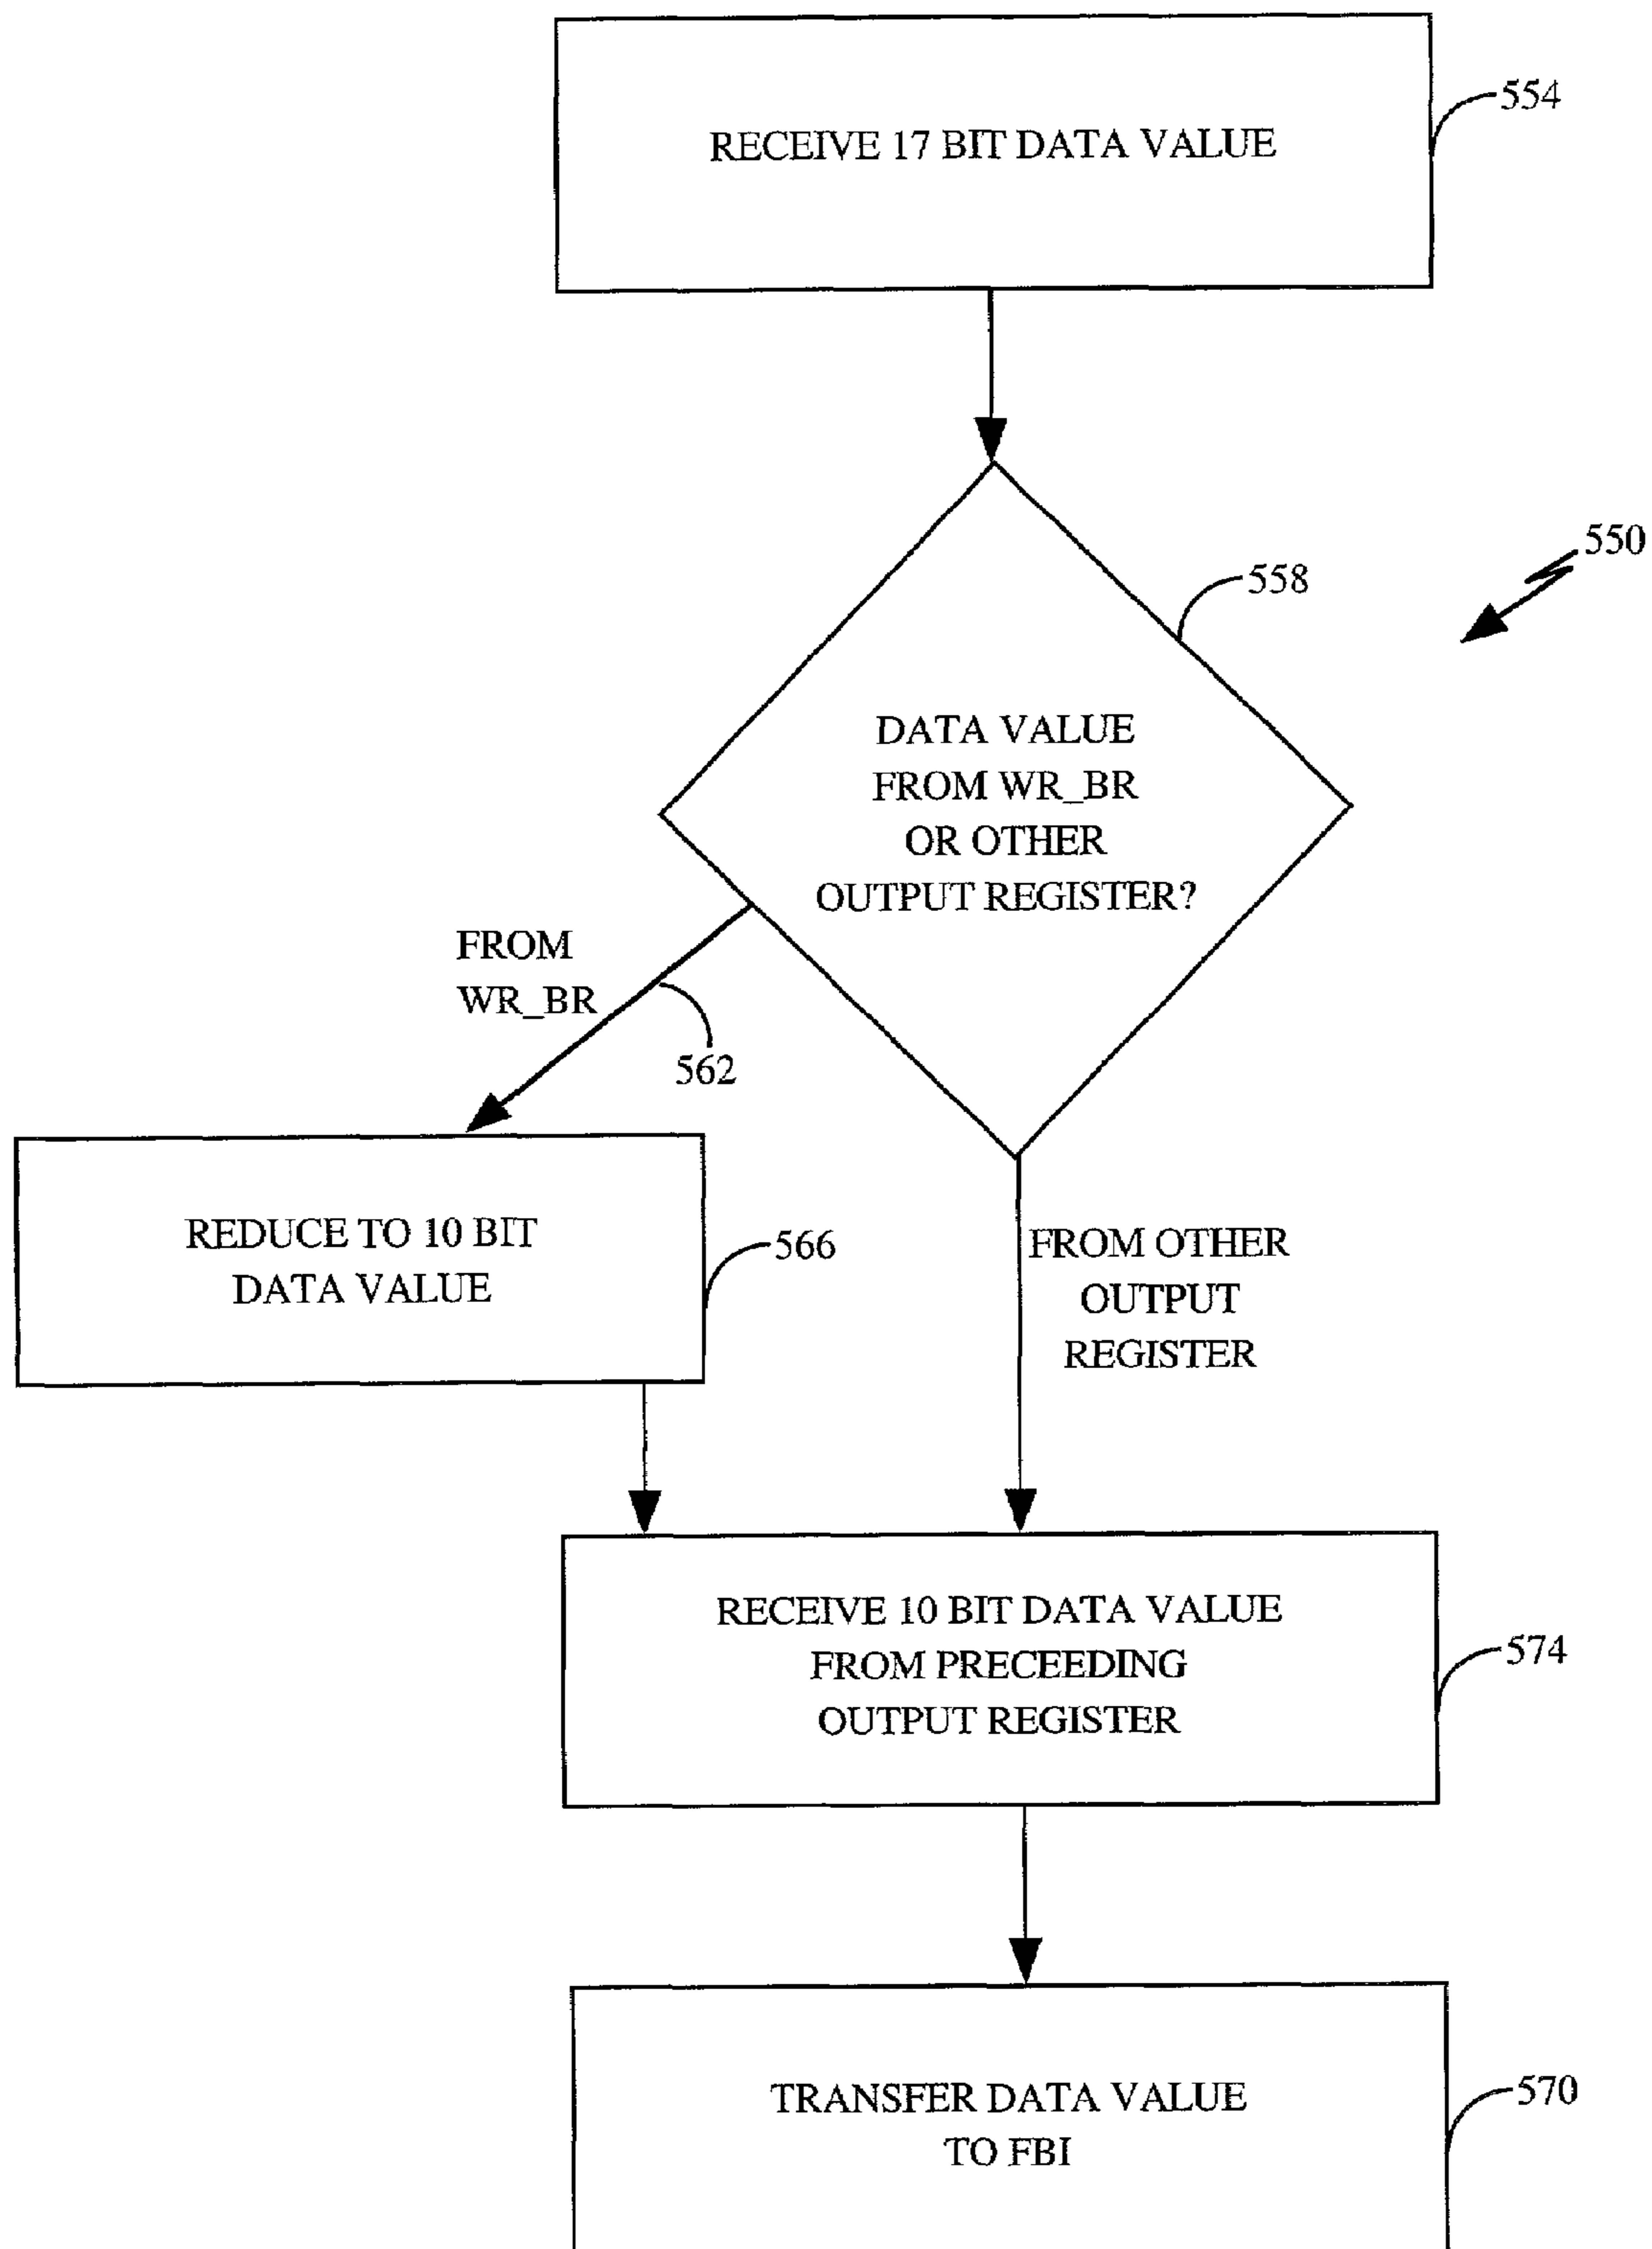 RECEIVE 17 BIT DATA VALUE
554
550
558
DATA VALUE
FROM WR_BR
OR OTHER
OUTPUT REGISTER?
FROM
WR_BR
562
REDUCE TO 10 BIT
DATA VALUE
566
FROM OTHER
OUTPUT
REGISTER
RECEIVE 10 BIT DATA VALUE
FROM PRECEEDING
OUTPUT REGISTER
574
TRANSFER DATA VALUE
TO FBI
570